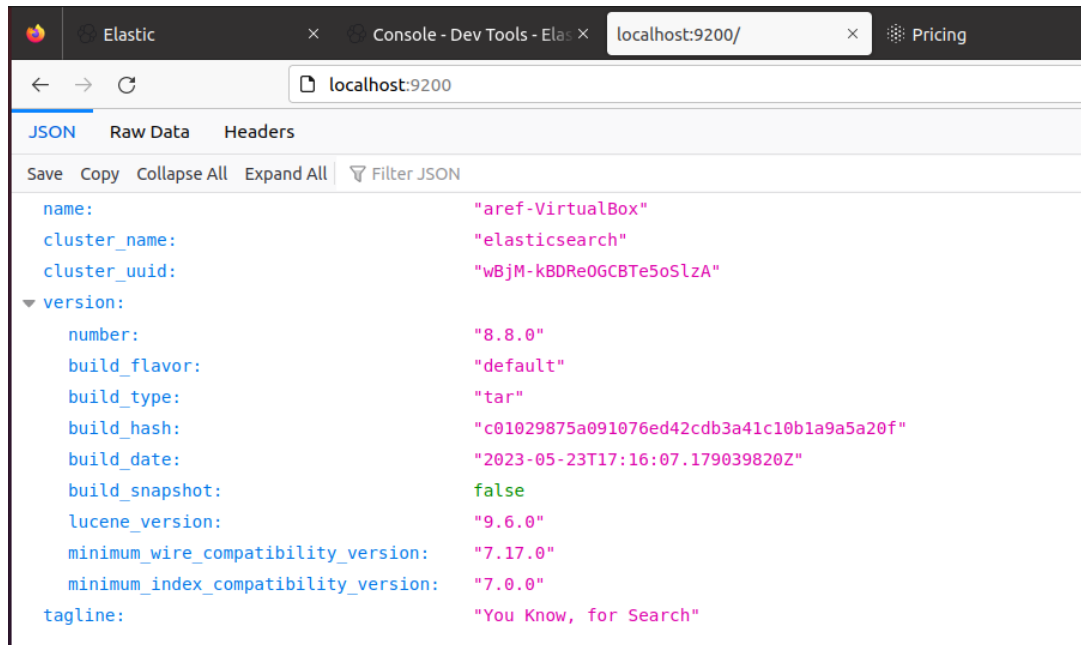 Elastic × Console - Dev Tools - Elas × localhost:9200/ × Pricing
localhost:9200
JSON Raw Data Headers
Save Copy Collapse All Expand All Filter JSON
name: "aref-VirtualBox"
cluster_name: "elasticsearch"
cluster_uuid: "wBjM-kBDReOGCBTe5oSlzA"
version:
number: "8.8.0"
build_flavor: "default"
build_type: "tar"
build_hash: "c01029875a091076ed42cdb3a41c10b1a9a5a20f"
build_date: "2023-05-23T17:16:07.179039820Z"
build_snapshot: false
lucene_version: "9.6.0"
minimum_wire_compatibility_version: "7.17.0"
minimum_index_compatibility_version: "7.0.0"
tagline: "You Know, for Search"